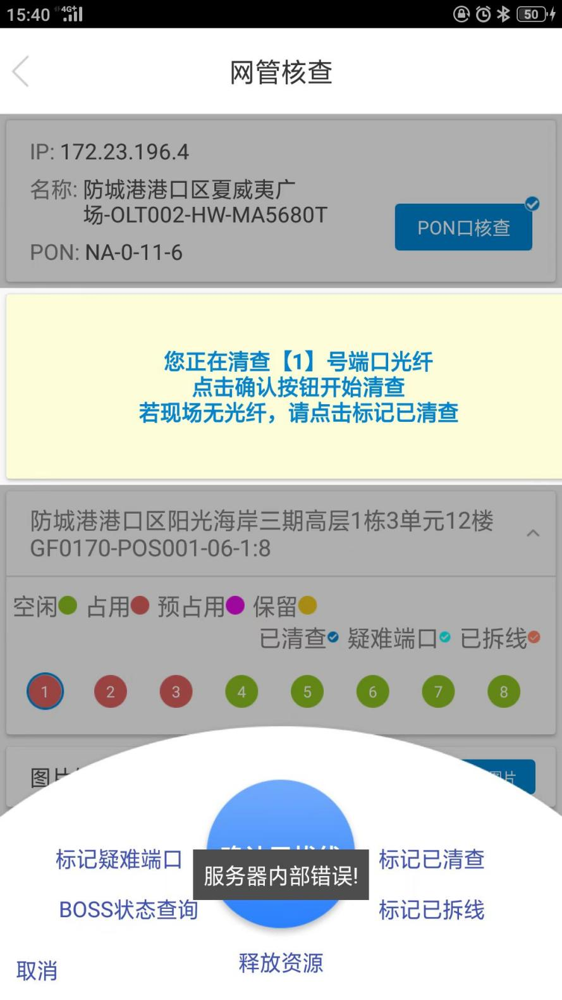 15:40 4G+ 50
网管核查
IP: 172.23.196.4
名称: 防城港港口区夏威夷广
场-OLT002-HW-MA5680T
PON口核查
PON: NA-0-11-6
您正在清查【1】号端口光纤
点击确认按钮开始清查
若现场无光纤，请点击标记已清查
防城港港口区阳光海岸三期高层1栋3单元12楼
GF0170-POS001-06-1:8
空闲 占用 预占用 保留
已清查 疑难端口 已拆线
1 2 3 4 5 6 7 8
图片
图片
标记疑难端口
服务器内部错误!
标记已清查
BOSS状态查询
标记已拆线
取消
释放资源